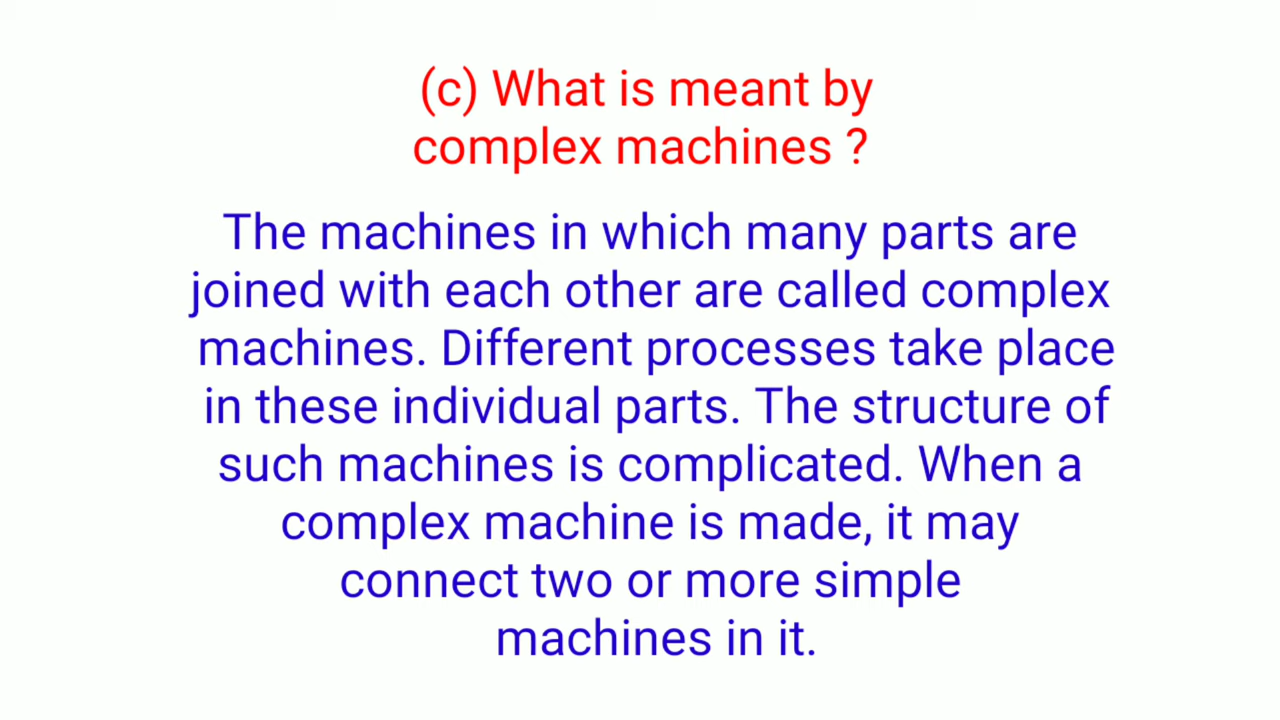 (c) What is meant by
complex machines ?
The machines in which many parts are
joined with each other are called complex
machines. Different processes take place
in these individual parts. The structure of
such machines is complicated. When a
complex machine is made, it may
connect two or more simple
machines in it.